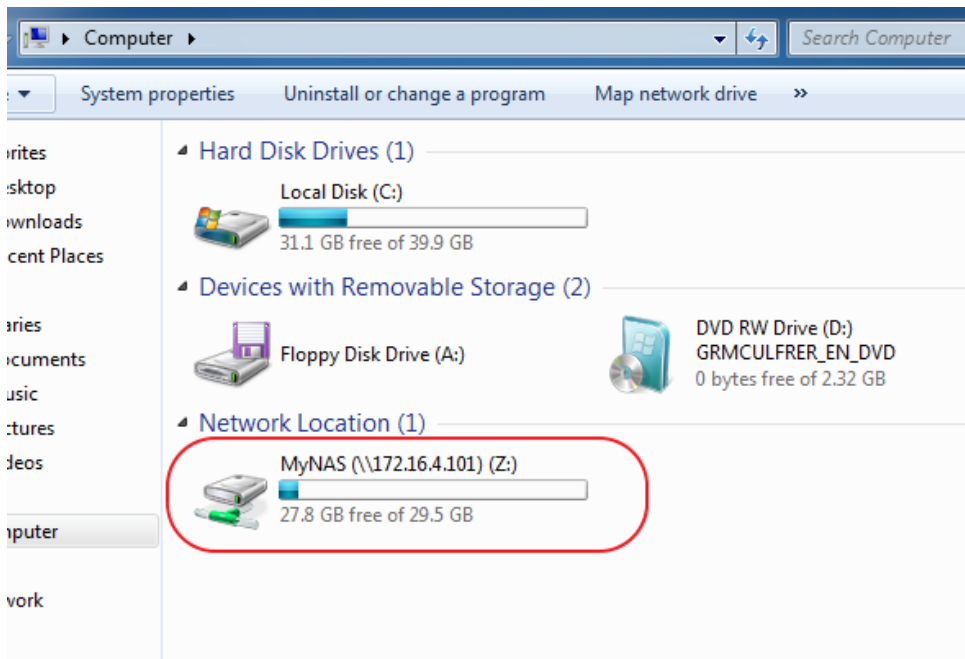 Computer
Search Computer
System properties Uninstall or change a program Map network drive »
Hard Disk Drives (1)
Local Disk (C:)
31.1 GB free of 39.9 GB
Devices with Removable Storage (2)
Floppy Disk Drive (A:)
DVD RW Drive (D:)
GRMCULFRER_EN_DVD
0 bytes free of 2.32 GB
Network Location (1)
MyNAS (\\172.16.4.101) (Z:)
27.8 GB free of 29.5 GB
orites
esktop
ownloads
cent Places
aries
ocuments
usic
ctures
deos
nputer
work